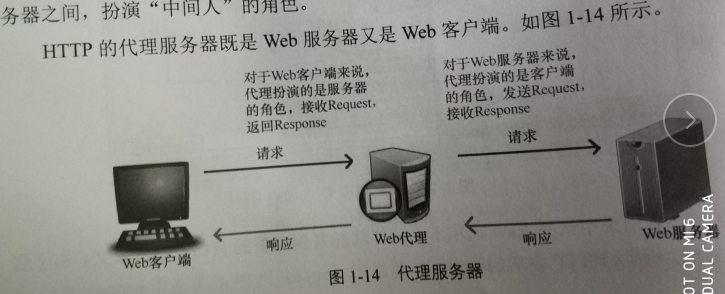 务器之间，扮演“中间人”的角色。
HTTP 的代理服务器既是 Web 服务器又是 Web 客户端。如图 1-14 所示。
对于Web客户端来说，
代理扮演的是服务器
的角色，接收Request，
返回Response
对于Web服务器来说，
代理扮演的是客户端
的角色，发送Request，
接收Response
请求
请求
响应
响应
Web客户端
Web代理
Web服务器
图 1-14 代理服务器
OT ON MI 6
DUAL CAMERA